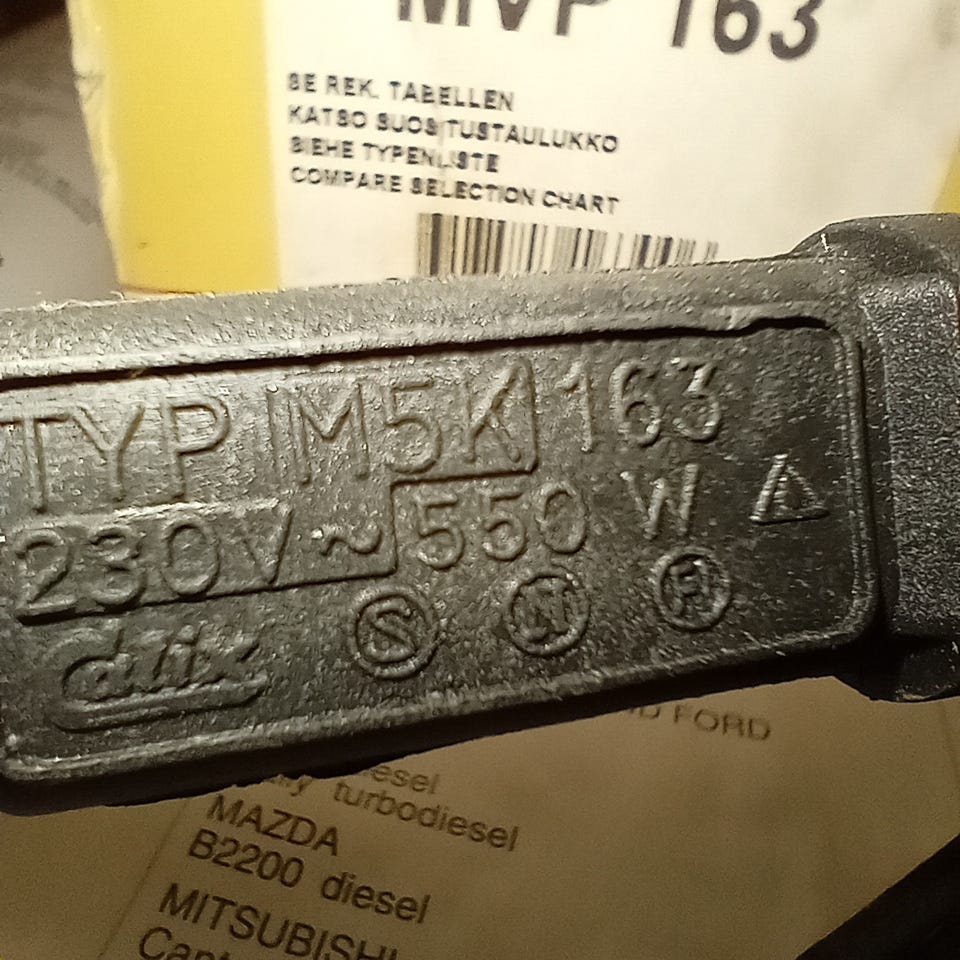 MVP 163
SE REK. TABELLEN
KATSO SUOSITUSTAULUKKO
SIEHE TYPENLISTE
COMPARE SELECTION CHART
TYP M5K 163
230V ~ 550 W
S N
Calix
FORD
diesel
turbodiesel
MAZDA
B2200 diesel
MITSUBISHI